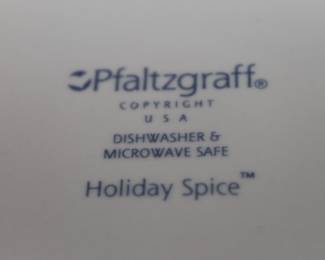 Pfaltzgraff®
COPYRIGHT
USA
DISHWASHER &
MICROWAVE SAFE
Holiday Spice™